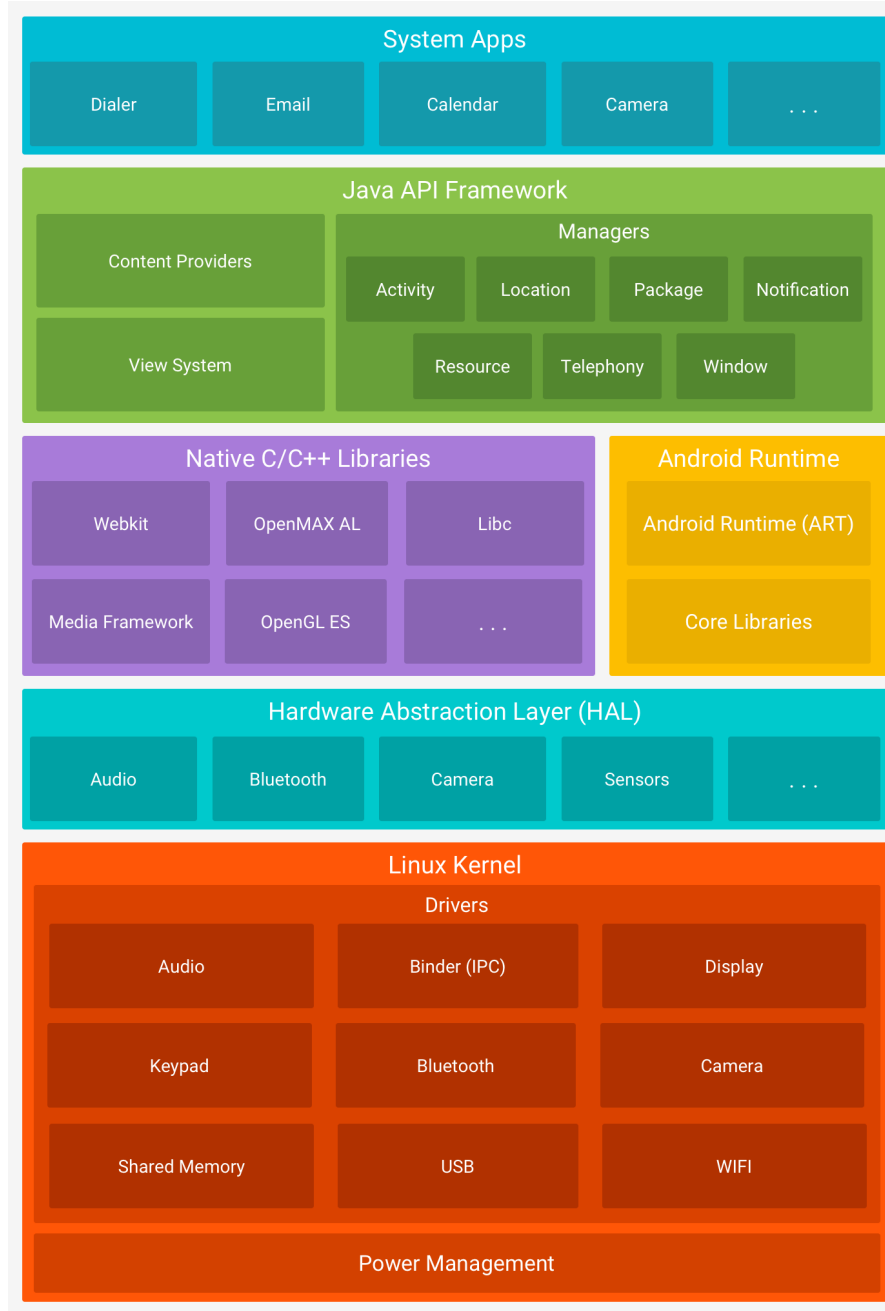 System Apps
Dialer
Email
Calendar
Camera
. . .
Java API Framework
Content Providers
View System
Managers
Activity
Location
Package
Notification
Resource
Telephony
Window
Native C/C++ Libraries
Webkit
OpenMAX AL
Libc
Media Framework
OpenGL ES
. . .
Android Runtime
Android Runtime (ART)
Core Libraries
Hardware Abstraction Layer (HAL)
Audio
Bluetooth
Camera
Sensors
. . .
Linux Kernel
Drivers
Audio
Binder (IPC)
Display
Keypad
Bluetooth
Camera
Shared Memory
USB
WIFI
Power Management